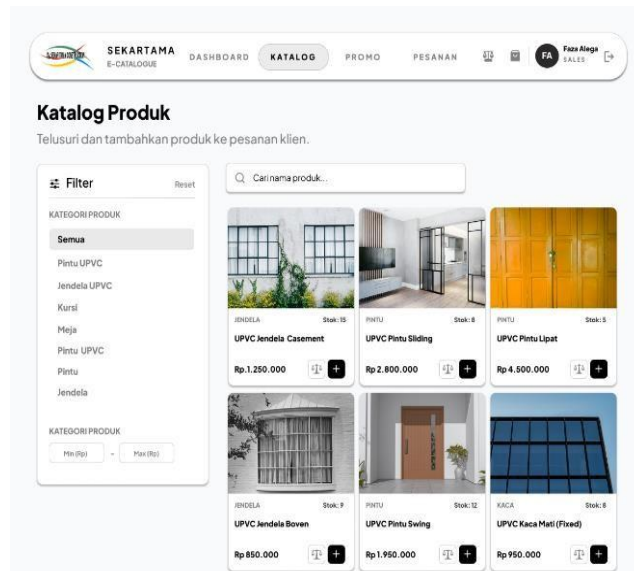 SEKARTAMA
E-CATALOGUE
DASHBOARD KATALOG PROMO PESANAN
FA
Faza Alega
SALES
Katalog Produk
Telusuri dan tambahkan produk ke pesanan klien.
Filter Reset
KATEGORI PRODUK
Semua
Pintu UPVC
Jendela UPVC
Kursi
Meja
Pintu UPVC
Pintu
Jendela
KATEGORI PRODUK
Min (Rp) - Max (Rp)
Cari nama produk...
JENDELA Stok: 15
UPVC Jendela Casement
Rp.1.250.000
PINTU Stok: 8
UPVC Pintu Sliding
Rp 2.800.000
PINTU Stok: 5
UPVC Pintu Lipat
Rp 4.500.000
JENDELA Stok: 9
UPVC Jendela Boven
Rp 850.000
PINTU Stok: 12
UPVC Pintu Swing
Rp 1.950.000
KACA Stok: 8
UPVC Kaca Mati (Fixed)
Rp 950.000